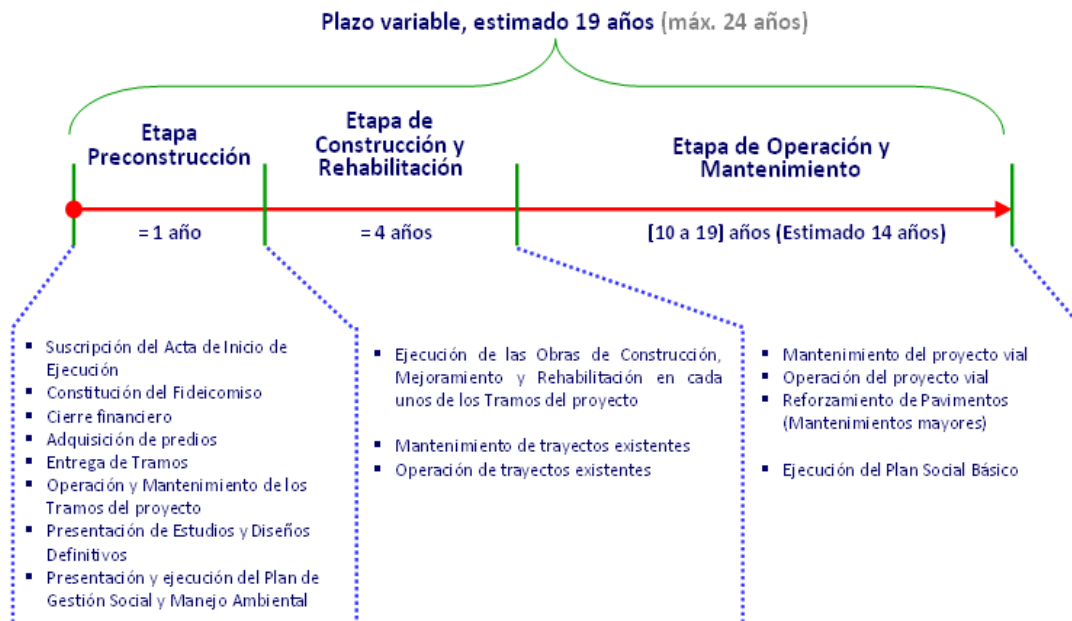 Plazo variable, estimado 19 años (máx. 24 años)
Etapa
Preconstrucción
Etapa de
Construcción y
Rehabilitación
Etapa de Operación y
Mantenimiento
= 1 año
= 4 años
[10 a 19] años (Estimado 14 años)
▪ Suscripción del Acta de Inicio de
Ejecución
▪ Constitución del Fideicomiso
▪ Cierre financiero
▪ Adquisición de predios
▪ Entrega de Tramos
▪ Operación y Mantenimiento de los
Tramos del proyecto
▪ Presentación de Estudios y Diseños
Definitivos
▪ Presentación y ejecución del Plan de
Gestión Social y Manejo Ambiental
▪ Ejecución de las Obras de Construcción,
Mejoramiento y Rehabilitación en cada
unos de los Tramos del proyecto
▪ Mantenimiento de trayectos existentes
▪ Operación de trayectos existentes
▪ Mantenimiento del proyecto vial
▪ Operación del proyecto vial
▪ Reforzamiento de Pavimentos
(Mantenimientos mayores)
▪ Ejecución del Plan Social Básico